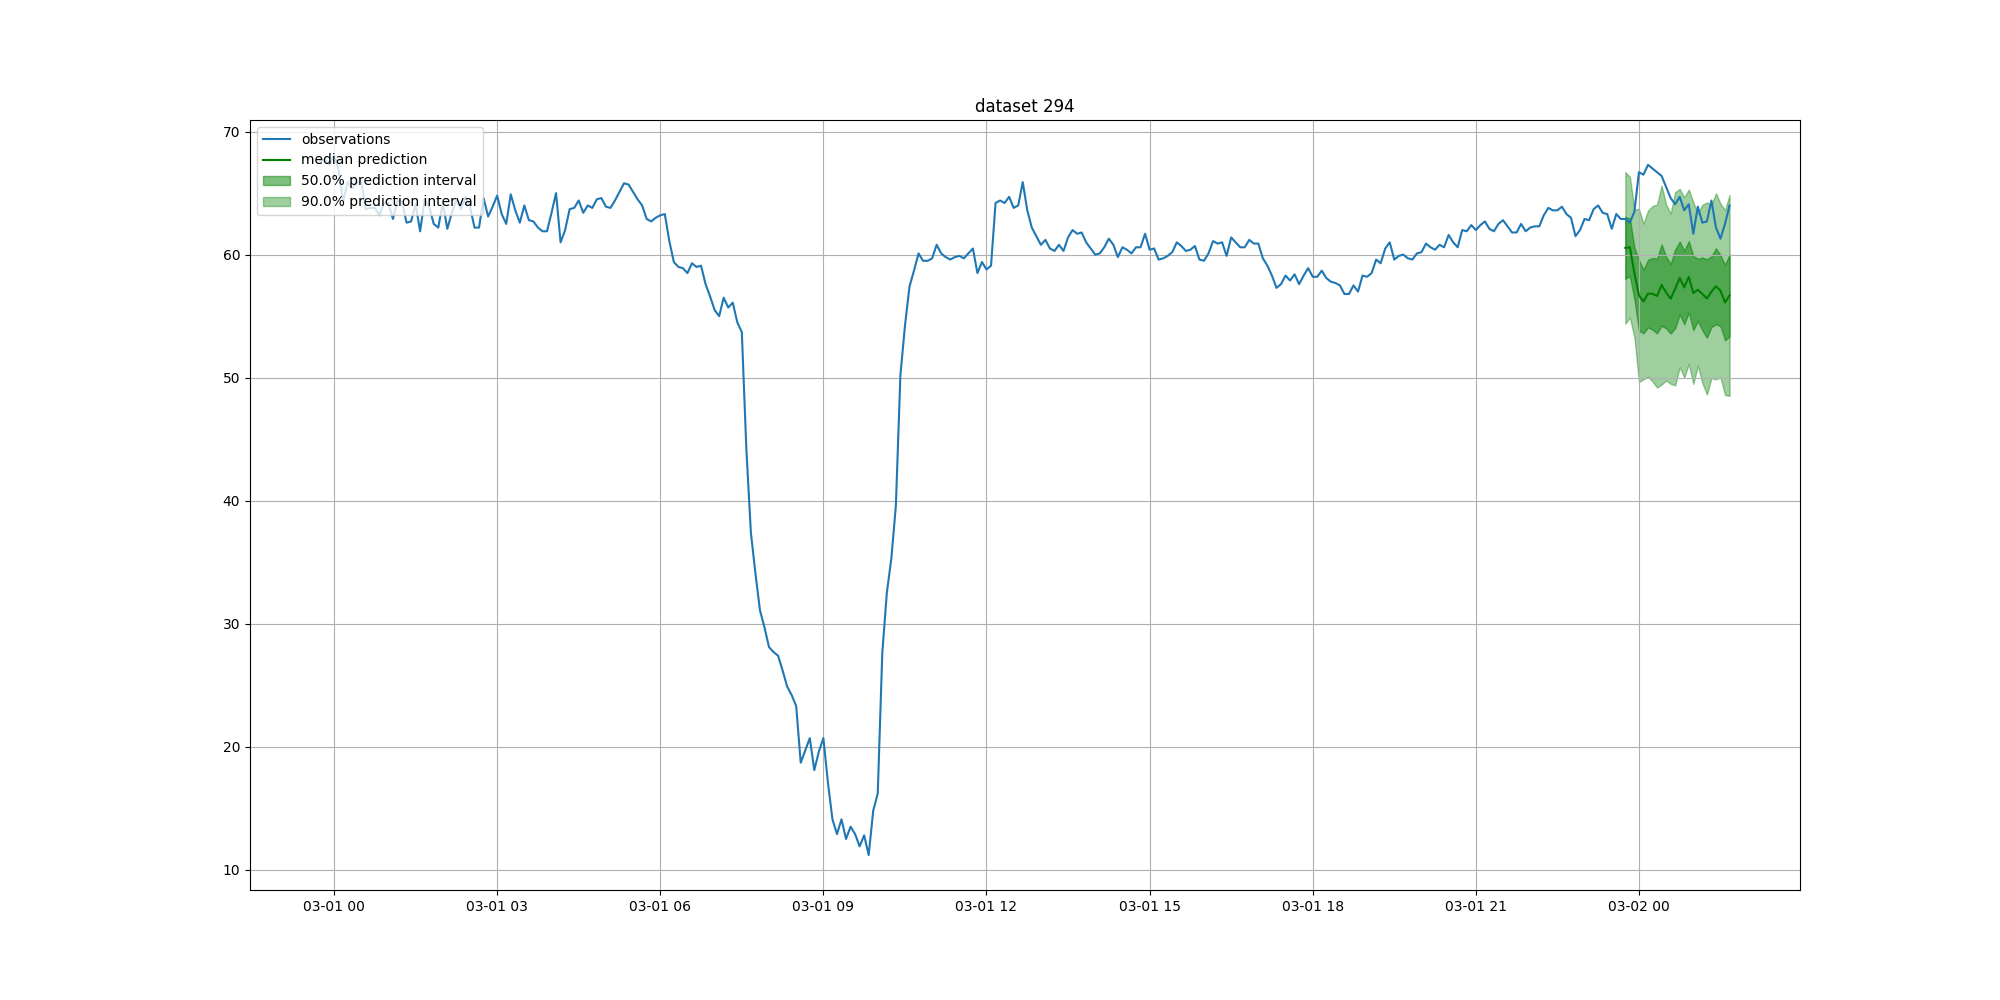 dataset 294
70
observations
median prediction
50.0% prediction interval
90.0% prediction interval
60
50
40
30
20
10
03-01 00 03-01 03 03-01 06 03-01 09 03-01 12 03-01 15 03-01 18 03-01 21 03-02 00